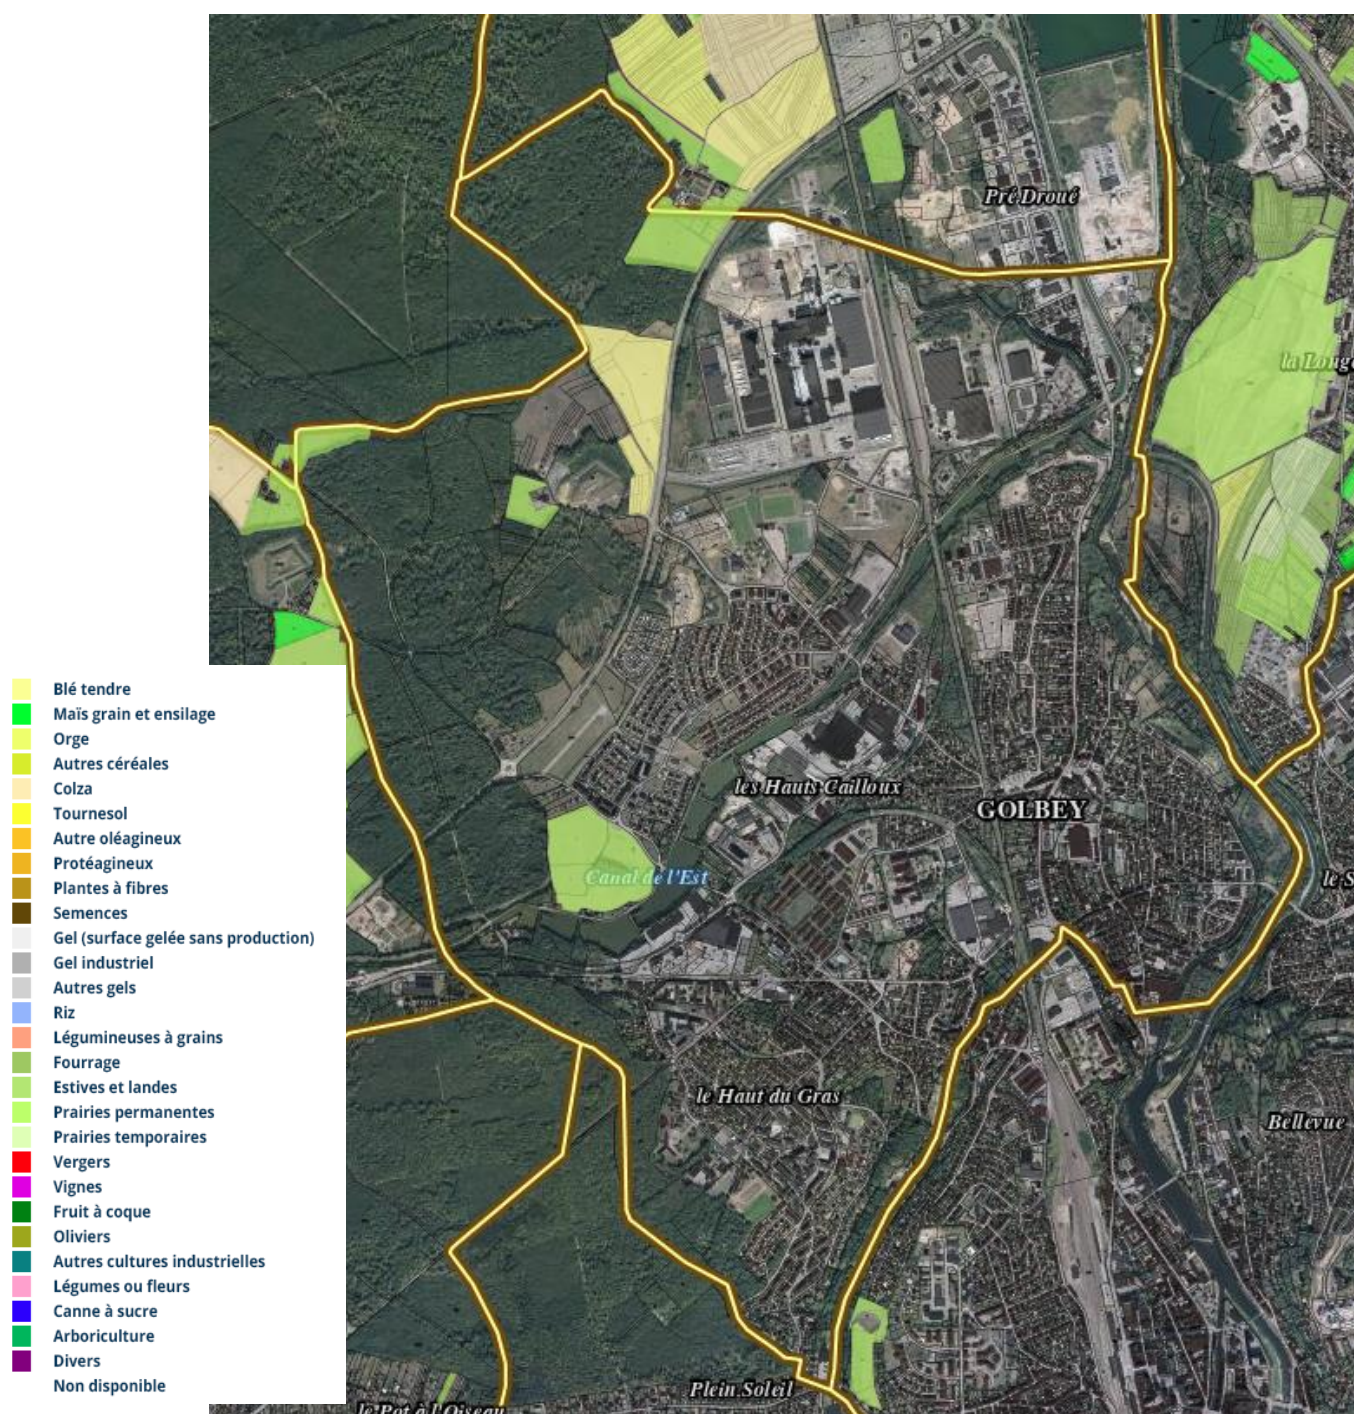 Pré Droué
la Long
les Hauts Cailloux
GOLBEY
Canal de l'Est
le S
le Haut du Gras
Bellevue
Plein Soleil
le Pot à l'Oiseau
Blé tendre
Maïs grain et ensilage
Orge
Autres céréales
Colza
Tournesol
Autre oléagineux
Protéagineux
Plantes à fibres
Semences
Gel (surface gelée sans production)
Gel industriel
Autres gels
Riz
Légumineuses à grains
Fourrage
Estives et landes
Prairies permanentes
Prairies temporaires
Vergers
Vignes
Fruit à coque
Oliviers
Autres cultures industrielles
Légumes ou fleurs
Canne à sucre
Arboriculture
Divers
Non disponible